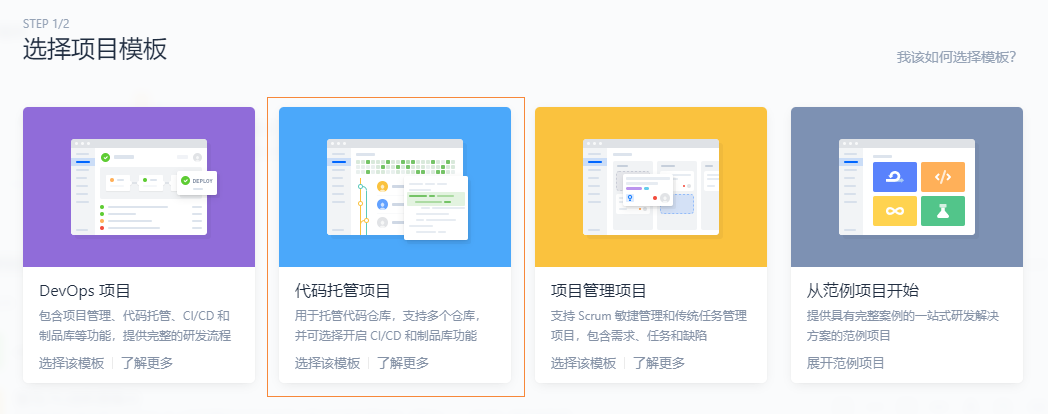 STEP 1/2
选择项目模板
我该如何选择模板?
DEPLOY
DevOps 项目
包含项目管理、代码托管、CI/CD 和
制品库等功能，提供完整的研发流程
选择该模板 | 了解更多
代码托管项目
用于托管代码仓库，支持多个仓库，
并可选择开启 CI/CD 和制品库功能
选择该模板 | 了解更多
项目管理项目
支持 Scrum 敏捷管理和传统任务管理
项目，包含需求、任务和缺陷
选择该模板 | 了解更多
从范例项目开始
提供具有完整案例的一站式研发解决
方案的范例项目
展开范例项目